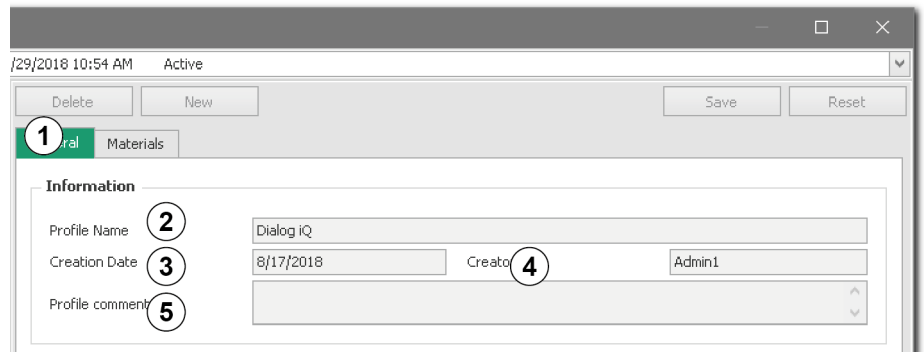 /29/2018 10:54 AM Active
Delete New Save Reset
1 ral Materials
Information
Profile Name 2 Dialog iQ
Creation Date 3 8/17/2018 Creato 4 Admin1
Profile comment 5